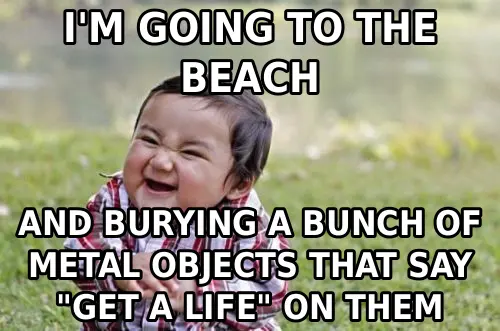 I'M GOING TO THE
BEACH
AND BURYING A BUNCH OF
METAL OBJECTS THAT SAY
"GET A LIFE" ON THEM